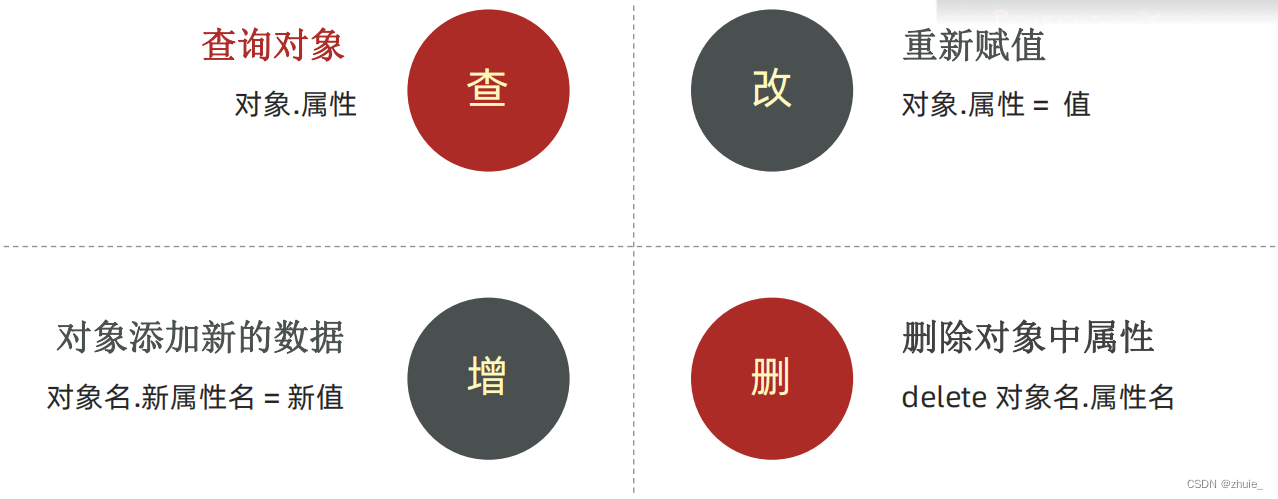 查询对象
对象.属性
查
改
重新赋值
对象.属性 = 值
对象添加新的数据
对象名.新属性名 = 新值
增
删
删除对象中属性
delete 对象名.属性名
CSDN @zhuie_